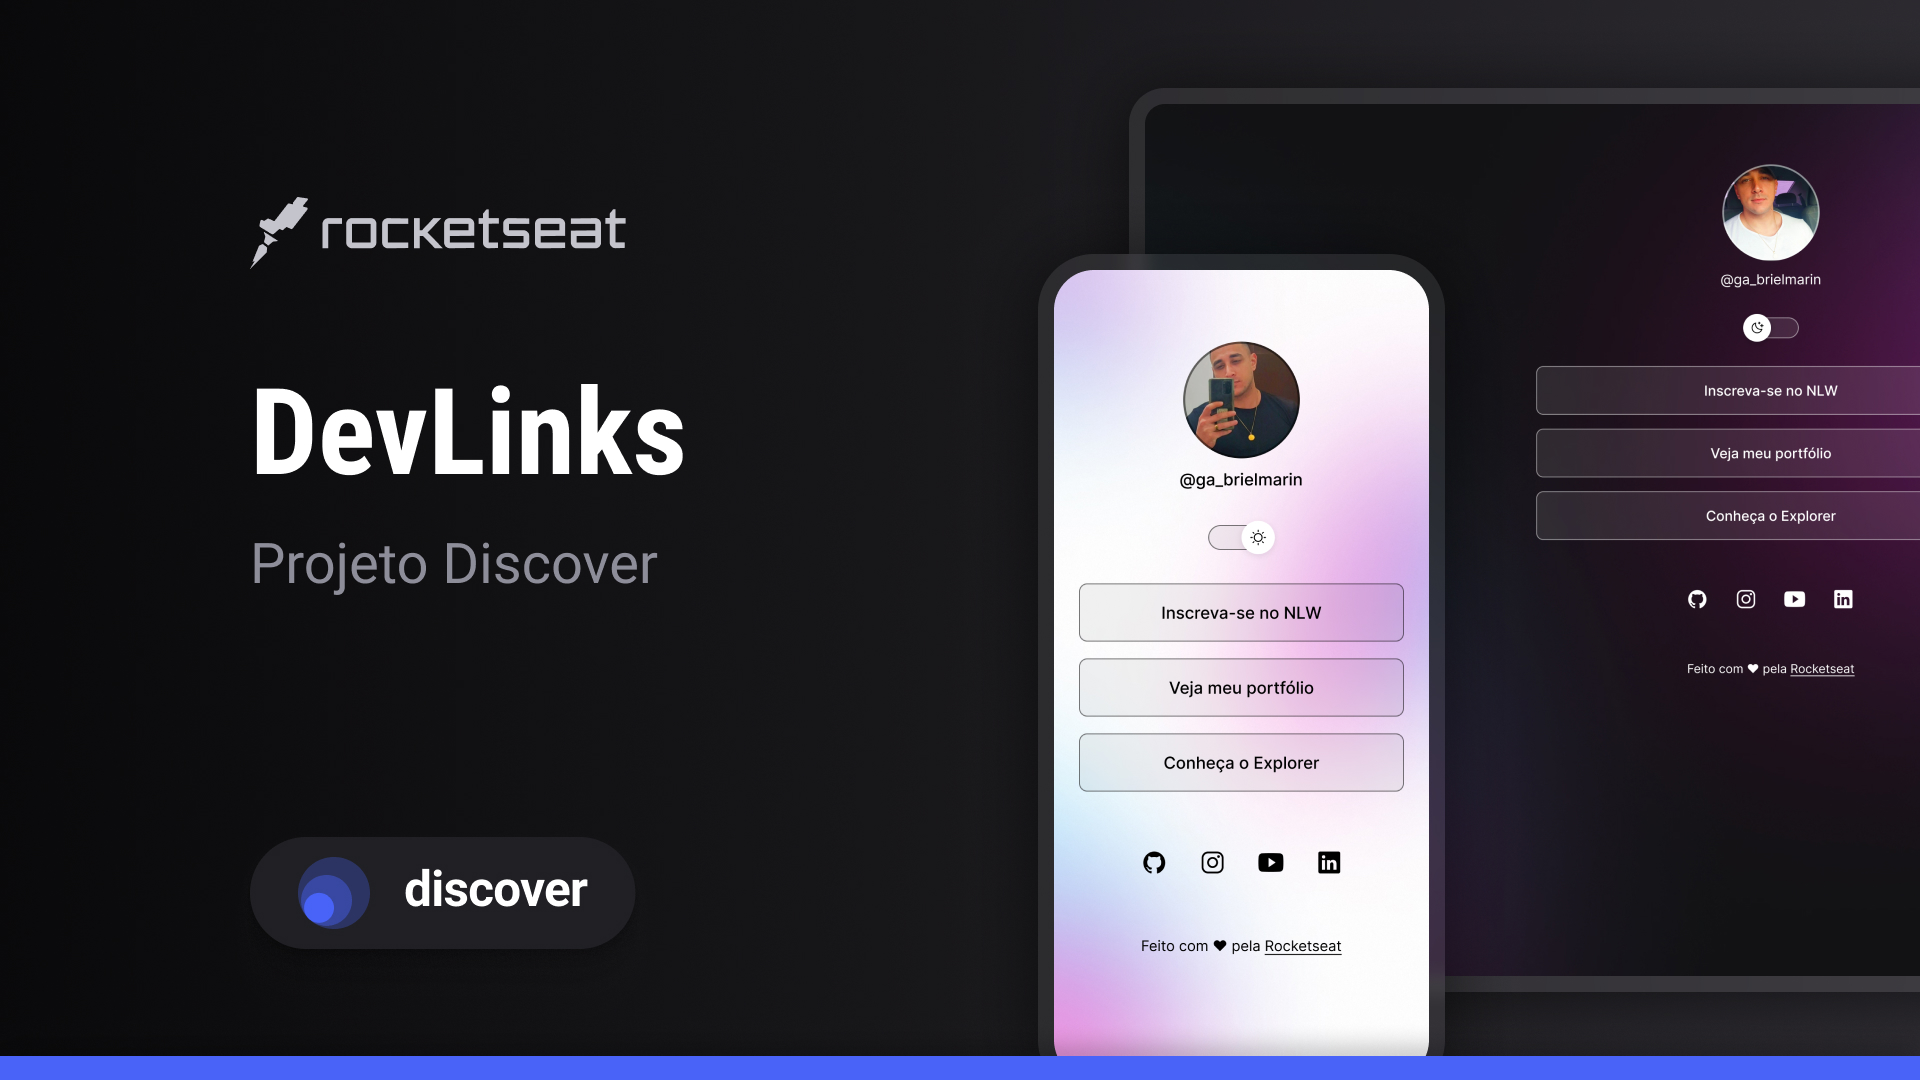 rocketseat
DevLinks
Projeto Discover
discover
@ga_brielmarin
Inscreva-se no NLW
Veja meu portfólio
Conheça o Explorer
Feito com ♥ pela Rocketseat
@ga_brielmarin
Inscreva-se no NLW
Veja meu portfólio
Conheça o Explorer
Feito com ♥ pela Rocketseat